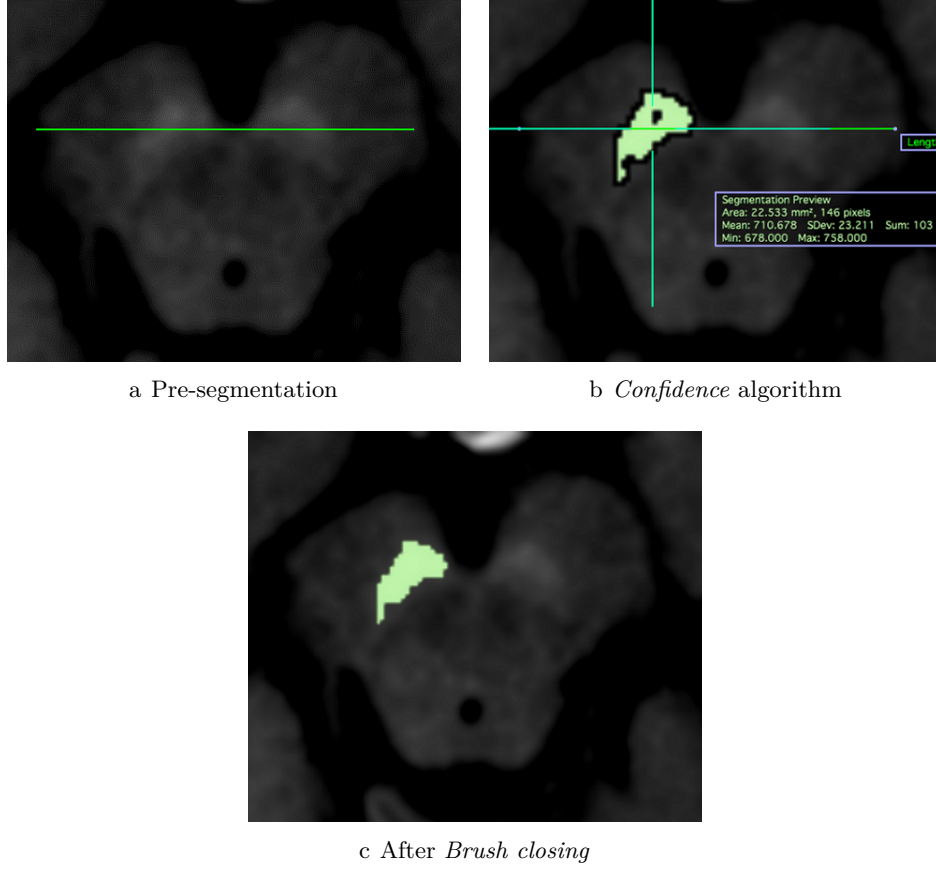 Lengt
Segmentation Preview
Area: 22.533 mm², 146 pixels
Mean: 710.678 SDev: 23.211 Sum: 103
Min: 678.000 Max: 758.000
a Pre-segmentation
b Confidence algorithm
c After Brush closing